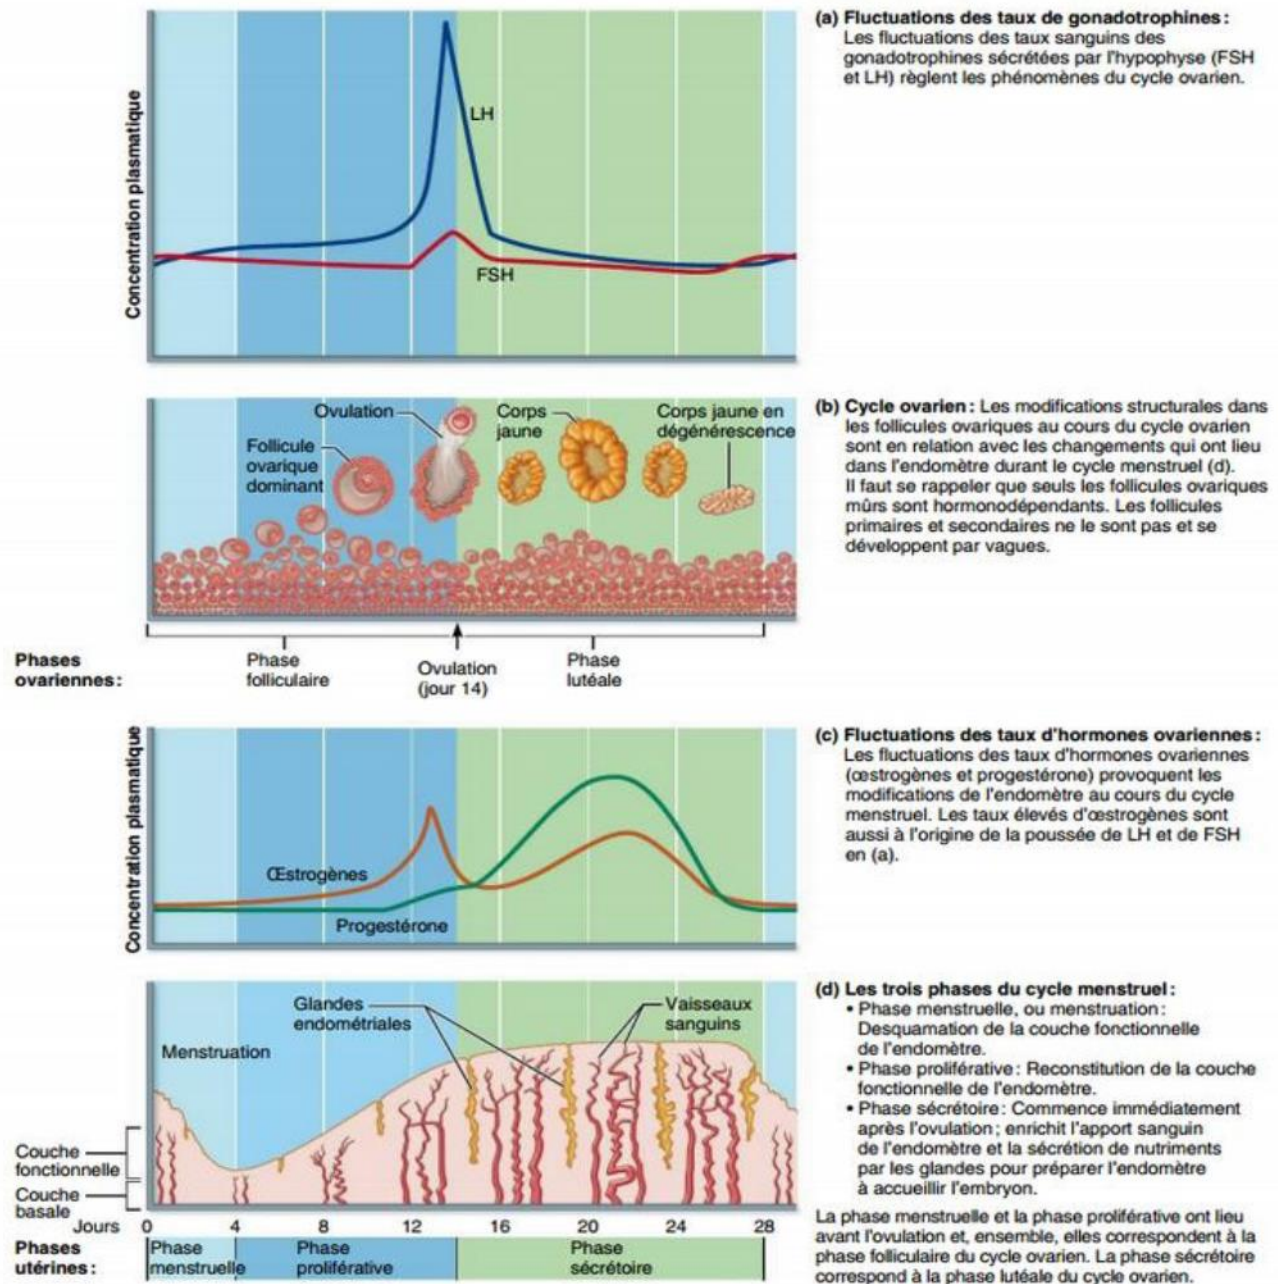 (a) Fluctuations des taux de gonadotrophines :
Les fluctuations des taux sanguins des
gonadotrophines sécrétées par l'hypophyse (FSH
et LH) règlent les phénomènes du cycle ovarien.
Concentration plasmatique
LH
FSH
Ovulation
Corps
jaune
Corps jaune en
dégénérescence
Follicule
ovarique
dominant
(b) Cycle ovarien : Les modifications structurales dans
les follicules ovariques au cours du cycle ovarien
sont en relation avec les changements qui ont lieu
dans l'endomètre durant le cycle menstruel (d).
Il faut se rappeler que seuls les follicules ovariques
mûrs sont hormonodépendants. Les follicules
primaires et secondaires ne le sont pas et se
développent par vagues.
Phases
ovariennes :
Phase
folliculaire
Ovulation
(jour 14)
Phase
lutéale
(c) Fluctuations des taux d'hormones ovariennes :
Les fluctuations des taux d'hormones ovariennes
(œstrogènes et progestérone) provoquent les
modifications de l'endomètre au cours du cycle
menstruel. Les taux élevés d'œstrogènes sont
aussi à l'origine de la poussée de LH et de FSH
en (a).
Concentration plasmatique
Œstrogènes
Progestérone
(d) Les trois phases du cycle menstruel :
• Phase menstruelle, ou menstruation :
Desquamation de la couche fonctionnelle
de l'endomètre.
• Phase proliférative : Reconstitution de la couche
fonctionnelle de l'endomètre.
• Phase sécrétoire : Commence immédiatement
après l'ovulation ; enrichit l'apport sanguin
de l'endomètre et la sécrétion de nutriments
par les glandes pour préparer l'endomètre
à accueillir l'embryon.
La phase menstruelle et la phase proliférative ont lieu
avant l'ovulation et, ensemble, elles correspondent à la
phase folliculaire du cycle ovarien. La phase sécrétoire
correspond à la phase lutéale du cycle ovarien.
Glandes
endométriales
Vaisseaux
sanguins
Menstruation
Couche
fonctionnelle
Couche
basale
Jours 0 4 8 12 16 20 24 28
Phases
utérines :
Phase
menstruelle
Phase
proliférative
Phase
sécrétoire